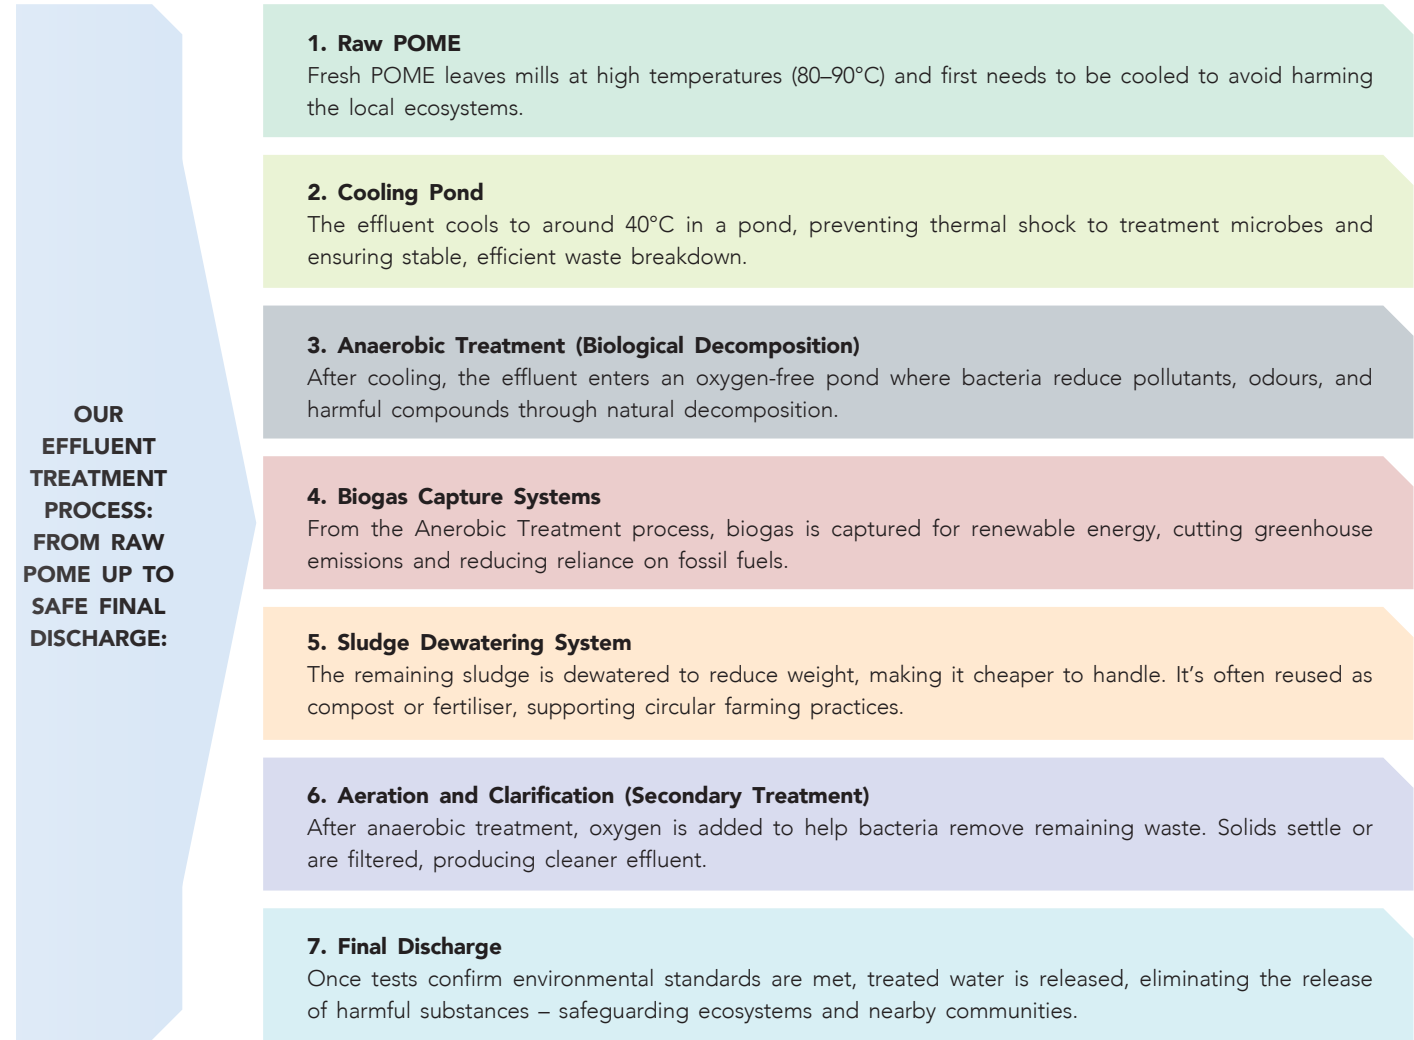 OUR
EFFLUENT
TREATMENT
PROCESS:
FROM RAW
POME UP TO
SAFE FINAL
DISCHARGE:
1. Raw POME
Fresh POME leaves mills at high temperatures (80–90°C) and first needs to be cooled to avoid harming
the local ecosystems.
2. Cooling Pond
The effluent cools to around 40°C in a pond, preventing thermal shock to treatment microbes and
ensuring stable, efficient waste breakdown.
3. Anaerobic Treatment (Biological Decomposition)
After cooling, the effluent enters an oxygen-free pond where bacteria reduce pollutants, odours, and
harmful compounds through natural decomposition.
4. Biogas Capture Systems
From the Anerobic Treatment process, biogas is captured for renewable energy, cutting greenhouse
emissions and reducing reliance on fossil fuels.
5. Sludge Dewatering System
The remaining sludge is dewatered to reduce weight, making it cheaper to handle. It’s often reused as
compost or fertiliser, supporting circular farming practices.
6. Aeration and Clarification (Secondary Treatment)
After anaerobic treatment, oxygen is added to help bacteria remove remaining waste. Solids settle or
are filtered, producing cleaner effluent.
7. Final Discharge
Once tests confirm environmental standards are met, treated water is released, eliminating the release
of harmful substances – safeguarding ecosystems and nearby communities.